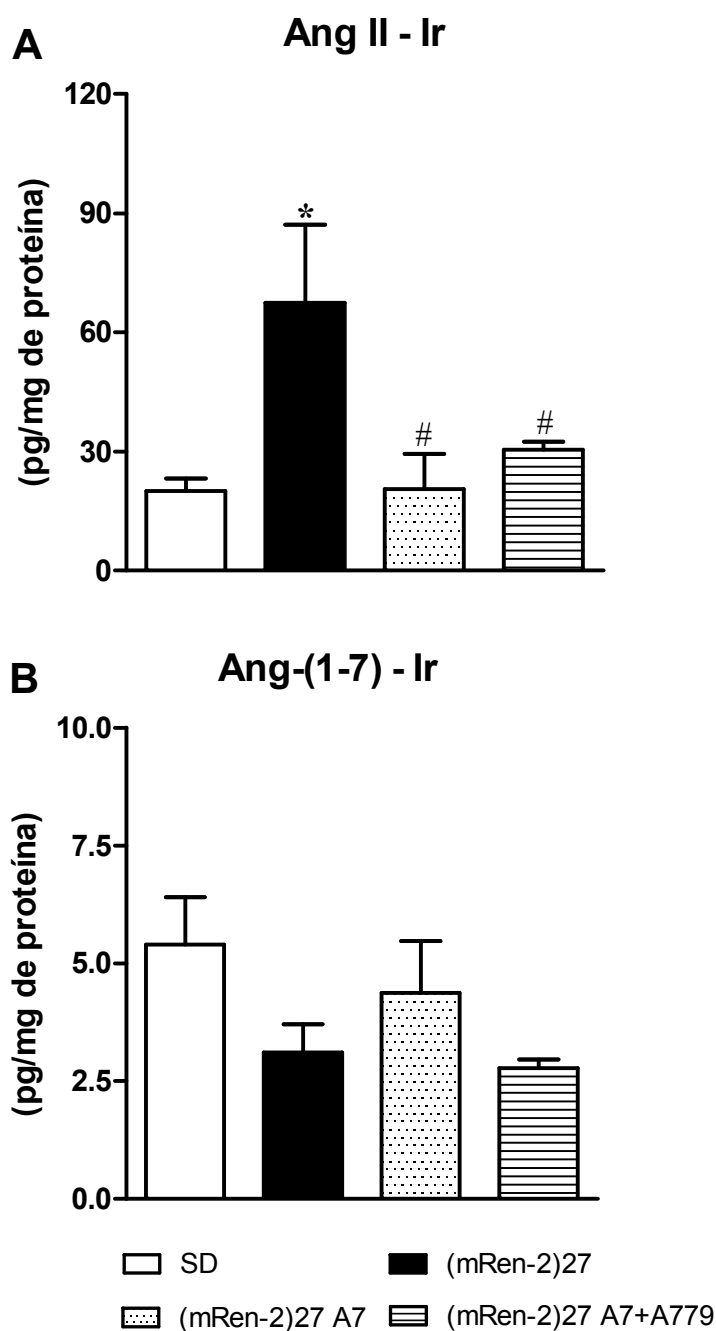 A
Ang II - Ir
(pg/mg de proteína)
120
90
60
30
0
*
#
#
B
Ang-(1-7) - Ir
(pg/mg de proteína)
10.0
7.5
5.0
2.5
0.0
SD
(mRen-2)27
(mRen-2)27 A7
(mRen-2)27 A7+A779